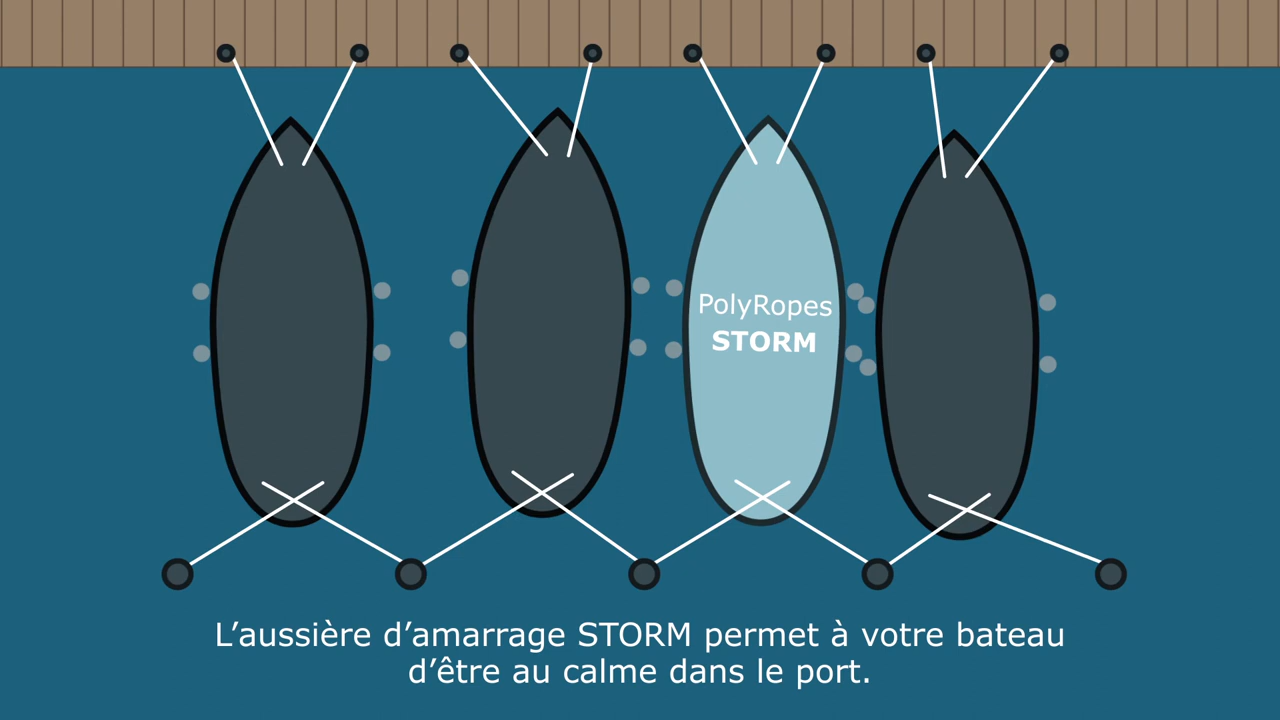 PolyRopes
STORM
L’aussière d’amarrage STORM permet à votre bateau
d’être au calme dans le port.